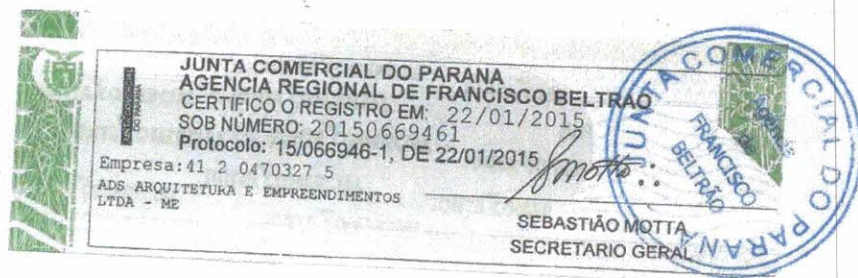 JUNTA COMERCIAL DO PARANA
AGENCIA REGIONAL DE FRANCISCO BELTRAO
CERTIFICO O REGISTRO EM: 22/01/2015
SOB NÚMERO: 20150669461
Protocolo: 15/066946-1, DE 22/01/2015
Empresa:41 2 0470327 5
ADS ARQUITETURA E EMPREENDIMENTOS
LTDA - ME
SEBASTIÃO MOTTA
SECRETARIO GERAL
JUNTA COMERCIAL DO PARANÁ
FRANCISCO
BELTRÃO